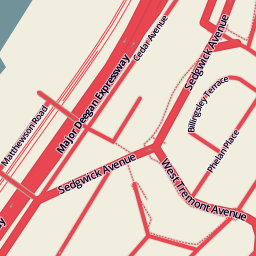 Sedgwick Avenue
Cedar Avenue
Major Deegan Expressway
Billingsley Terrace
Matthewson Road
Phelan Place
Sedgwick Avenue
West Tremont Avenue